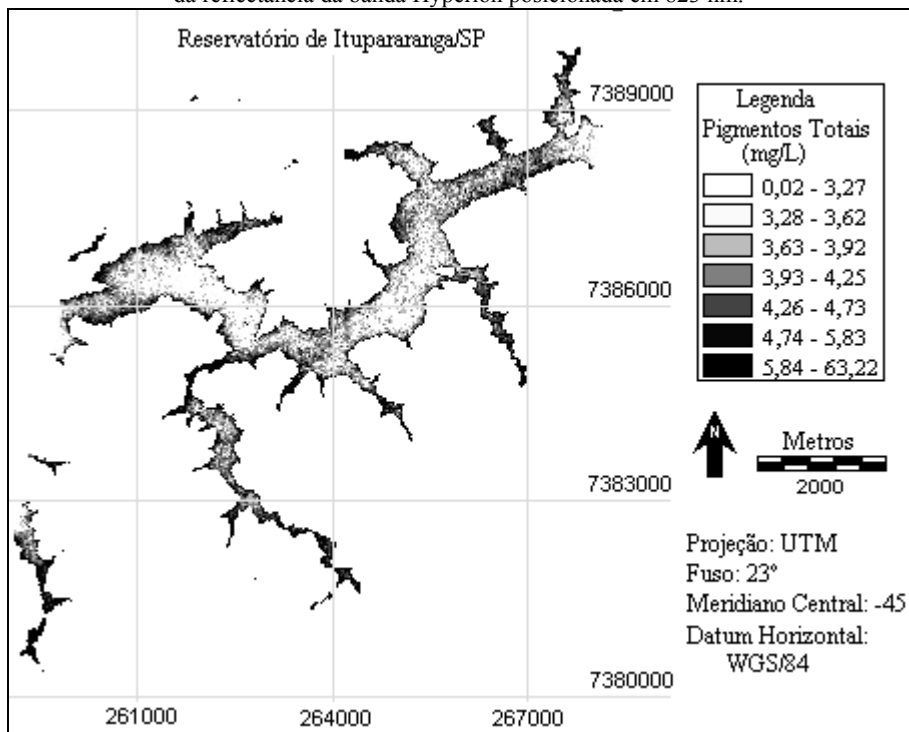 da reflectância da banda Hyperion posicionada em 823 nm.
Reservatório de Itupararanga/SP
7389000
7386000
7383000
7380000
261000
264000
267000
Legenda
Pigmentos Totais
(mg/L)
0,02 - 3,27
3,28 - 3,62
3,63 - 3,92
3,93 - 4,25
4,26 - 4,73
4,74 - 5,83
5,84 - 63,22
N
Metros
2000
Projeção: UTM
Fuso: 23º
Meridiano Central: -45
Datum Horizontal:
WGS/84